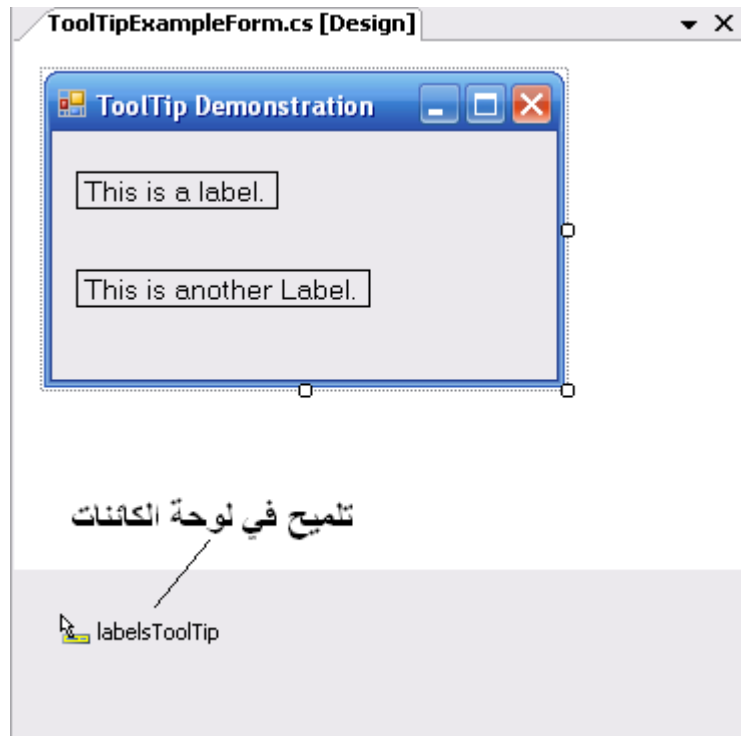 ToolTipExampleForm.cs [Design]
ToolTip Demonstration
This is a label.
This is another Label.
تلميح في لوحة الكائنات
labelsToolTip